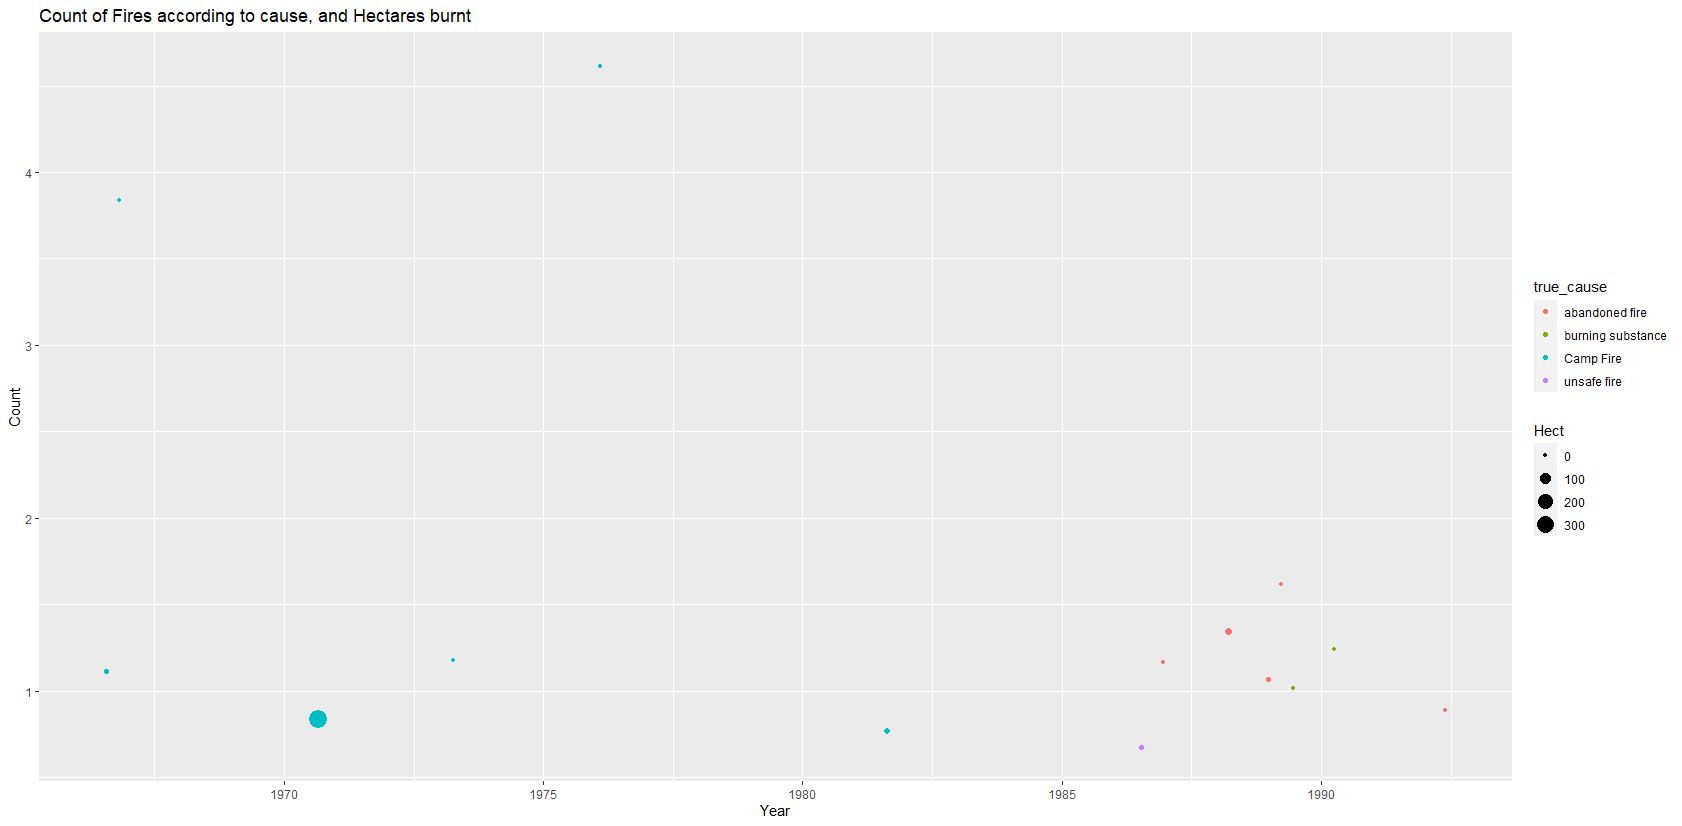 Count of Fires according to cause, and Hectares burnt
Count
4
3
2
1
1970
1975
1980
1985
1990
Year
true_cause
abandoned fire
burning substance
Camp Fire
unsafe fire
Hect
0
100
200
300